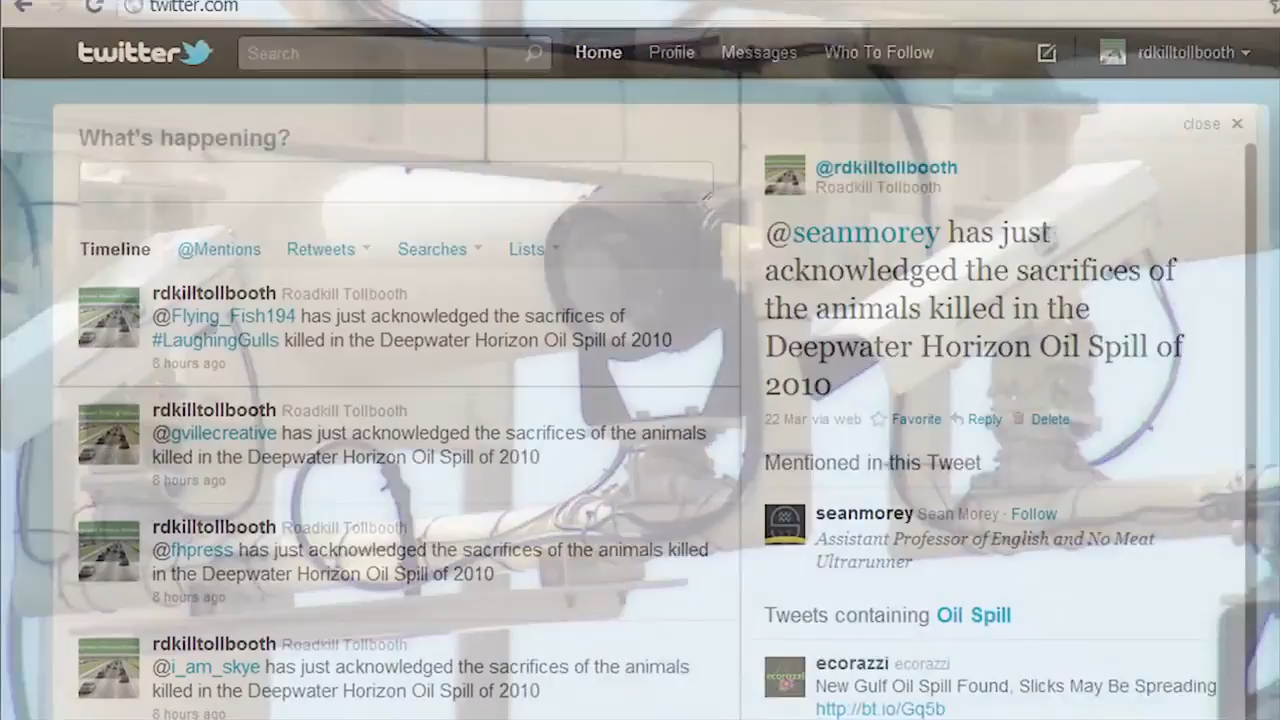 twitter.com
twitter
Search
Home Profile Messages Who To Follow
rdkilltollbooth
What's happening?
Timeline @Mentions Retweets Searches Lists
rdkilltollbooth Roadkill Tollbooth
@Flying_Fish194 has just acknowledged the sacrifices of
#LaughingGulls killed in the Deepwater Horizon Oil Spill of 2010
8 hours ago
rdkilltollbooth Roadkill Tollbooth
@gvillecreative has just acknowledged the sacrifices of the animals
killed in the Deepwater Horizon Oil Spill of 2010
8 hours ago
rdkilltollbooth Roadkill Tollbooth
@fhpress has just acknowledged the sacrifices of the animals killed
in the Deepwater Horizon Oil Spill of 2010
8 hours ago
rdkilltollbooth Roadkill Tollbooth
@i_am_skye has just acknowledged the sacrifices of the animals
killed in the Deepwater Horizon Oil Spill of 2010
8 hours ago
close ×
@rdkilltollbooth
Roadkill Tollbooth
@seanmorey has just
acknowledged the sacrifices of
the animals killed in the
Deepwater Horizon Oil Spill of
2010
22 Mar via web Favorite Reply Delete
Mentioned in this Tweet
seanmorey Sean Morey · Follow
Assistant Professor of English and No Meat
Ultrarunner
Tweets containing Oil Spill
ecorazzi
ecorazzi ecorazzi
New Gulf Oil Spill Found, Slicks May Be Spreading
http://bt.io/Gq5b